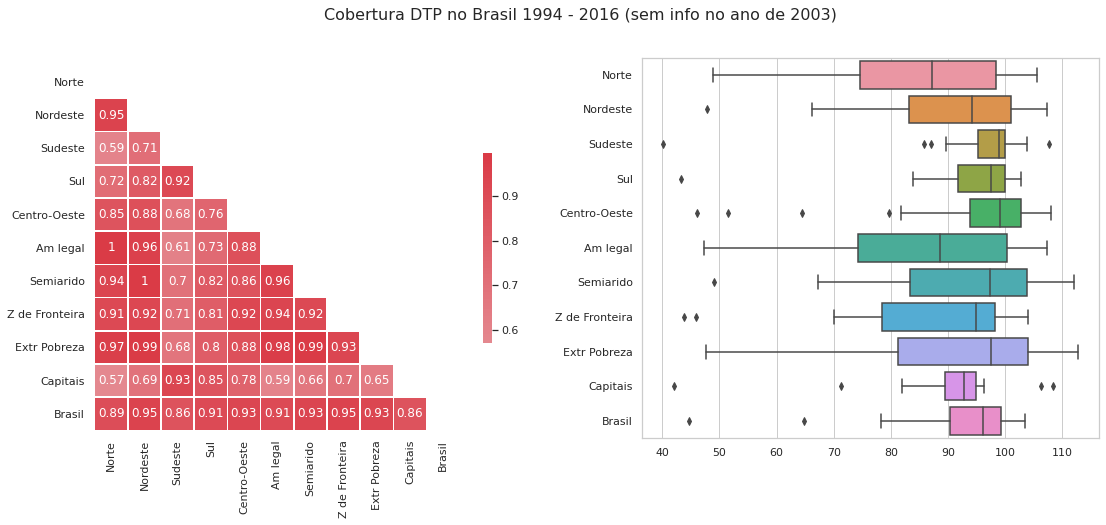 Cobertura DTP no Brasil 1994 - 2016 (sem info no ano de 2003)
Norte
Nordeste 0.95
Sudeste 0.59 0.71
Sul 0.72 0.82 0.92
Centro-Oeste 0.85 0.88 0.68 0.76
Am legal 1 0.96 0.61 0.73 0.88
Semiarido 0.94 1 0.7 0.82 0.86 0.96
Z de Fronteira 0.91 0.92 0.71 0.81 0.92 0.94 0.92
Extr Pobreza 0.97 0.99 0.68 0.8 0.88 0.98 0.99 0.93
Capitais 0.57 0.69 0.93 0.85 0.78 0.59 0.66 0.7 0.65
Brasil 0.89 0.95 0.86 0.91 0.93 0.91 0.93 0.95 0.93 0.86
Norte
Nordeste
Sudeste
Sul
Centro-Oeste
Am legal
Semiarido
Z de Fronteira
Extr Pobreza
Capitais
Brasil
0.9
0.8
0.7
0.6
Norte
Nordeste
Sudeste
Sul
Centro-Oeste
Am legal
Semiarido
Z de Fronteira
Extr Pobreza
Capitais
Brasil
40 50 60 70 80 90 100 110